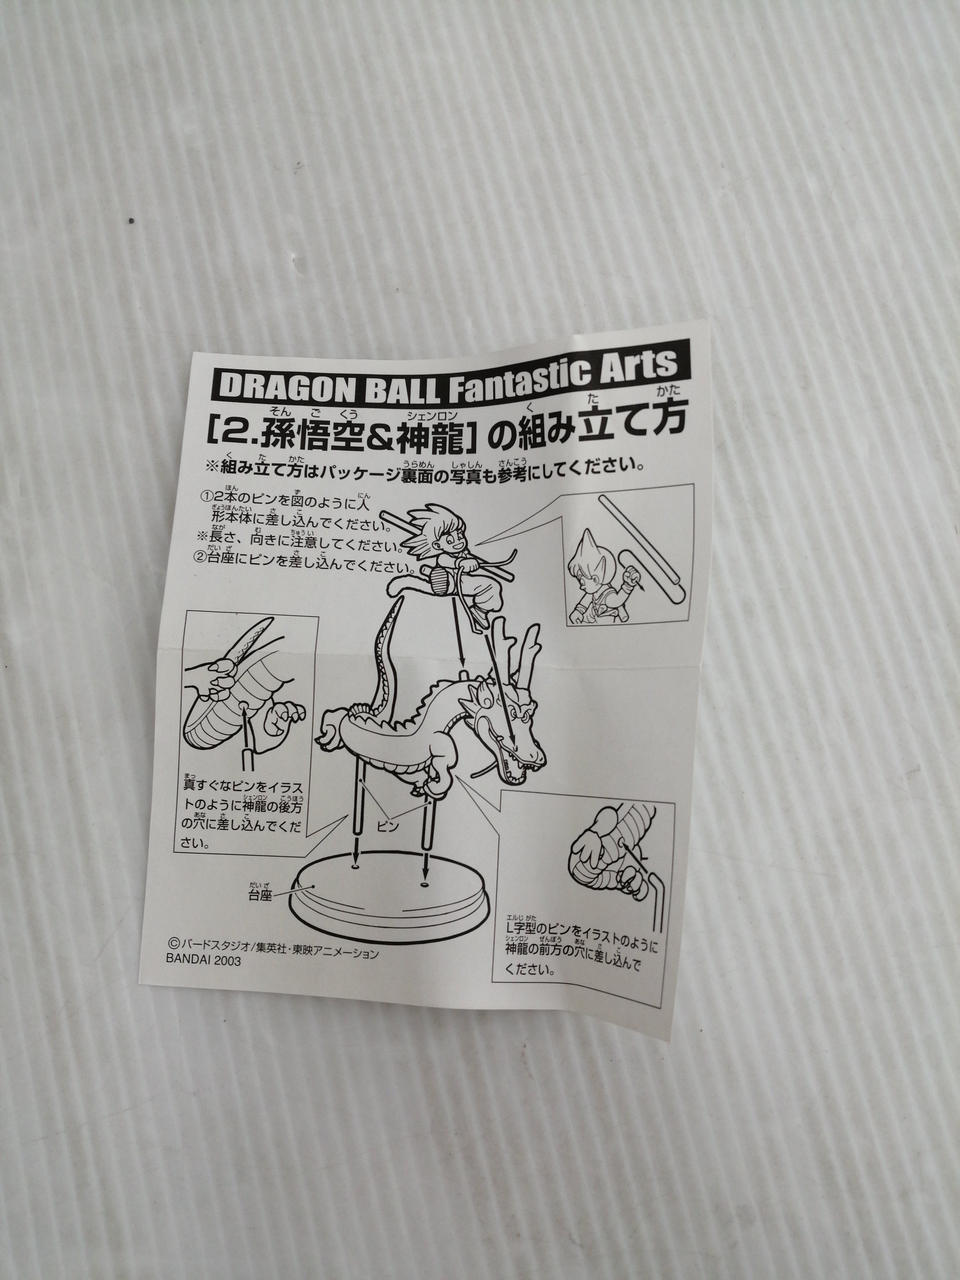 DRAGON BALL Fantastic Arts
[2.孫悟空&神龍]の組み立て方
※組み立て方はパッケージ裏面の写真も参考にしてください。
①2本のピンを図のように人
形本体に差し込んでください。
※長さ、向きに注意してください。
②台座にピンを差し込んでください。
真すぐなピンをイラス
トのように神龍の後方
の穴に差し込んでくだ
さい。
ピン
台座
L字型のピンをイラストのように
神龍の前方の穴に差し込んで
ください。
©バードスタジオ/集英社・東映アニメーション
BANDAI 2003